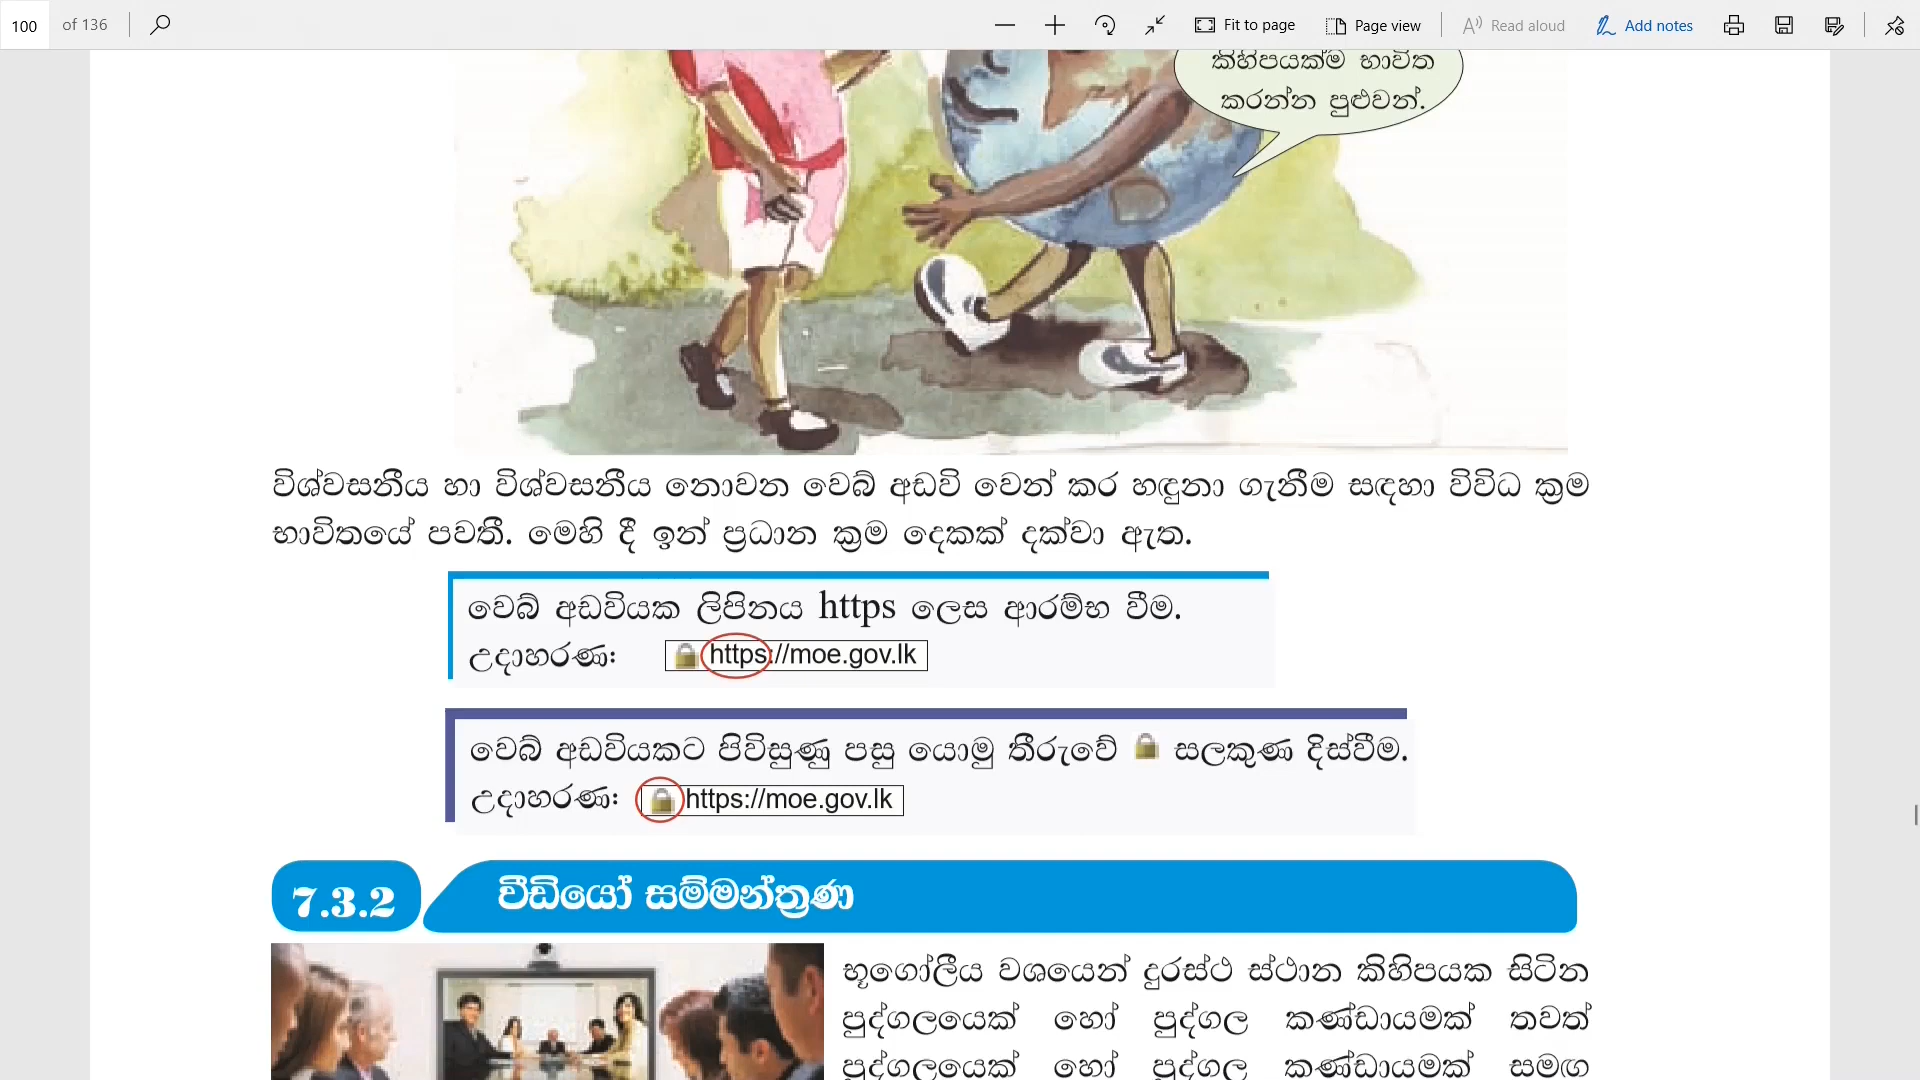 100 of 136 Fit to page Page view Read aloud Add notes
කිහිපයක්ම භාවිත
කරන්න පුළුවන්.
විශ්වසනීය හා විශ්වසනීය නොවන වෙබ් අඩවි වෙන් කර හඳුනා ගැනීම සඳහා විවිධ ක්‍රම
භාවිතයේ පවතී. මෙහි දී ඉන් ප්‍රධාන ක්‍රම දෙකක් දක්වා ඇත.
වෙබ් අඩවියක ලිපිනය https ලෙස ආරම්භ වීම.
උදාහරණ: https://moe.gov.lk
වෙබ් අඩවියකට පිවිසුණු පසු යොමු තීරුවේ සලකුණ දිස්වීම.
උදාහරණ: https://moe.gov.lk
7.3.2 වීඩියෝ සම්මන්ත්‍රණ
භූගෝලීය වශයෙන් දුරස්ථ ස්ථාන කිහිපයක සිටින
පුද්ගලයෙක් හෝ පුද්ගල කණ්ඩායමක් තවත්
පුද්ගලයෙක් හෝ පුද්ගල කණ්ඩායමක් සමඟ